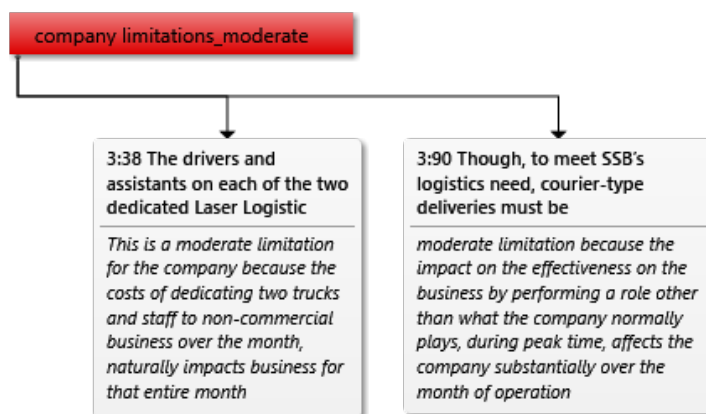 company limitations_moderate
3:38 The drivers and
assistants on each of the two
dedicated Laser Logistic
This is a moderate limitation
for the company because the
costs of dedicating two trucks
and staff to non-commercial
business over the month,
naturally impacts business for
that entire month
3:90 Though, to meet SSB's
logistics need, courier-type
deliveries must be
moderate limitation because the
impact on the effectiveness on the
business by performing a role other
than what the company normally
plays, during peak time, affects the
company substantially over the
month of operation